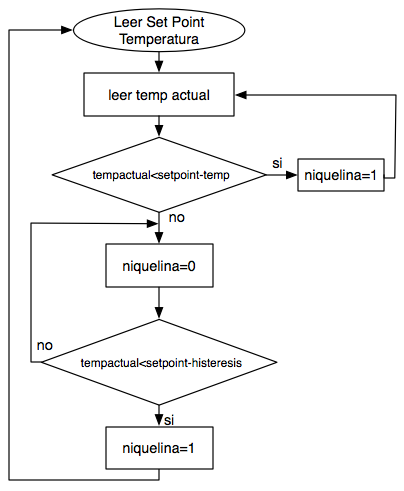 Leer Set Point
Temperatura
leer temp actual
tempactual<setpoint-temp
si
niquelina=1
no
niquelina=0
tempactual<setpoint-histeresis
no
si
niquelina=1